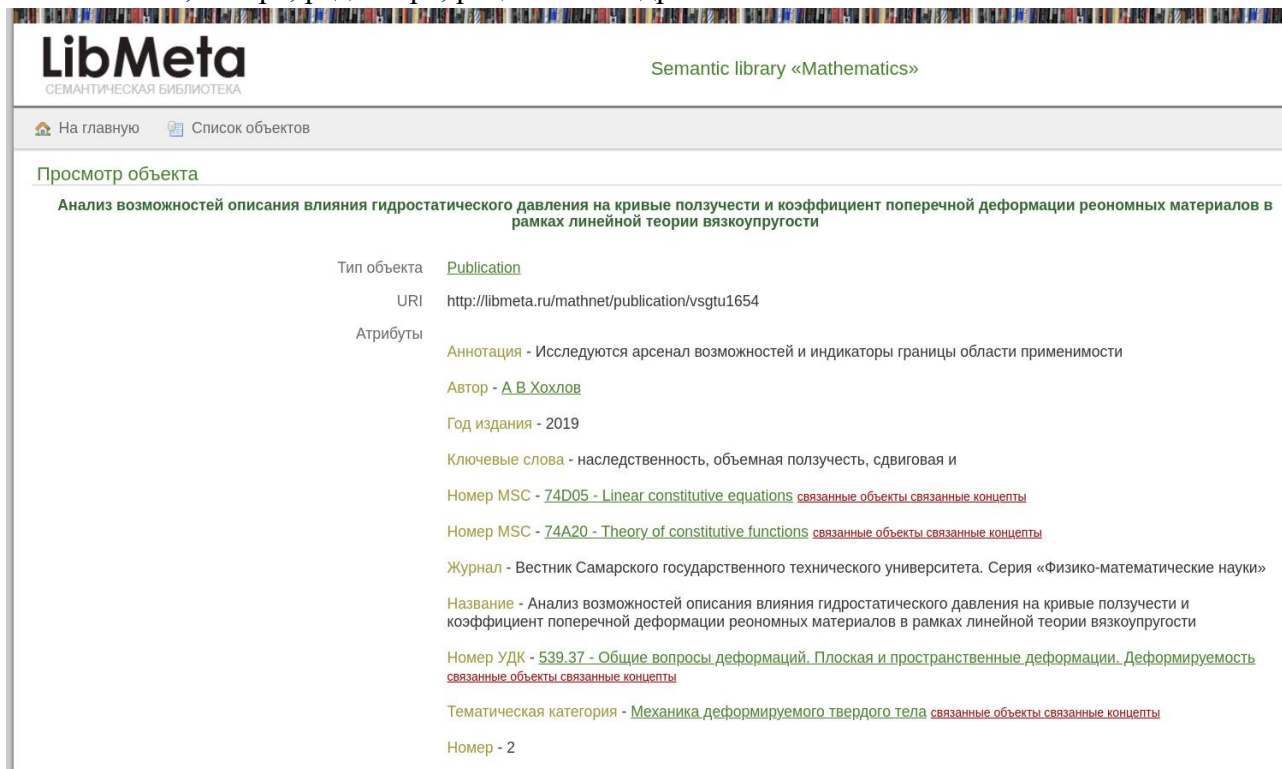 LibMeta
СЕМАНТИЧЕСКАЯ БИБЛИОТЕКА
Semantic library «Mathematics»
На главную Список объектов
Просмотр объекта
Анализ возможностей описания влияния гидростатического давления на кривые ползучести и коэффициент поперечной деформации реономных материалов в
рамках линейной теории вязкоупругости
Тип объекта Publication
URI http://libmeta.ru/mathnet/publication/vsgtu1654
Атрибуты
Аннотация - Исследуются арсенал возможностей и индикаторы границы области применимости
Автор - А В Хохлов
Год издания - 2019
Ключевые слова - наследственность, объемная ползучесть, сдвиговая и
Номер MSC - 74D05 - Linear constitutive equations связанные объекты связанные концепты
Номер MSC - 74A20 - Theory of constitutive functions связанные объекты связанные концепты
Журнал - Вестник Самарского государственного технического университета. Серия «Физико-математические науки»
Название - Анализ возможностей описания влияния гидростатического давления на кривые ползучести и
коэффициент поперечной деформации реономных материалов в рамках линейной теории вязкоупругости
Номер УДК - 539.37 - Общие вопросы деформаций. Плоская и пространственные деформации. Деформируемость
связанные объекты связанные концепты
Тематическая категория - Механика деформируемого твердого тела связанные объекты связанные концепты
Номер - 2